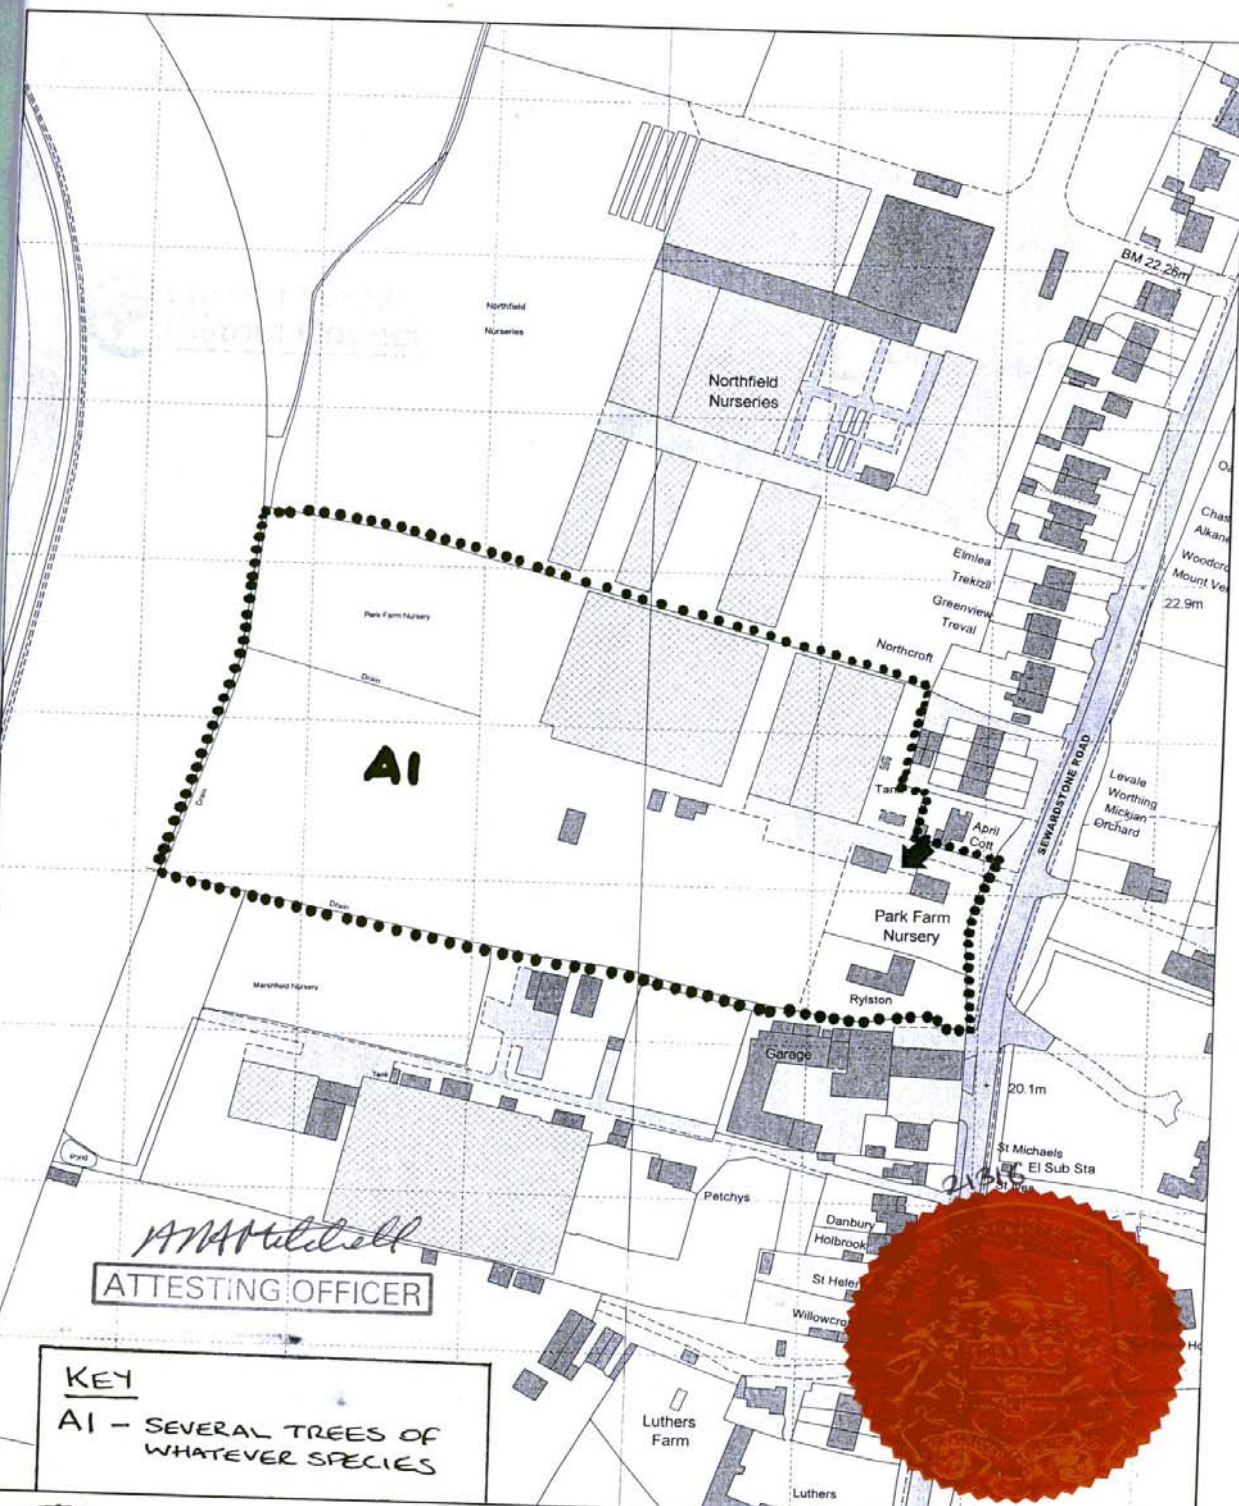 BM 22.26m
Northfield
Nurseries
Northfield
Nurseries
Elmlea
Trekizil
Greenview
Treval
Northcroft
Chas
Alkane
Woodcro
Mount Ve
22.9m
Park Farm Nursery
Drain
A1
Drain
Tank
April
Cott
SEWARDSTONE ROAD
Levale
Worthing
Mickian
Orchard
Drain
Park Farm
Nursery
Rylston
Marshfield Nursery
Garage
Tank
20.1m
Pond
St Michaels
El Sub Sta
21316
Petchys
Danbury
Holbrook
St Helen
Willowcro
ATTESTING OFFICER
KEY
A1 - SEVERAL TREES OF
WHATEVER SPECIES
Luthers
Farm
Luthers